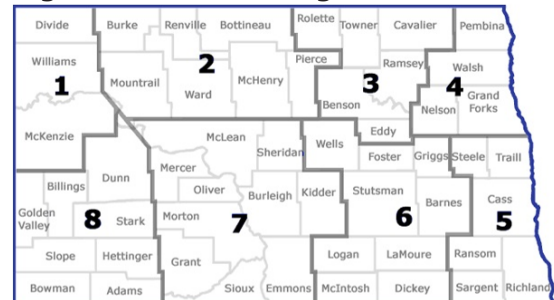 Divide Burke Renville Bottineau Rolette Towner Cavalier Pembina
Williams Pierce Ramsey Walsh
1 2 3 4
Mountrail Ward McHenry Benson Nelson Grand
Forks
McKenzie McLean Sheridan Wells Eddy
Foster Griggs Steele Traill
Billings Dunn Mercer Oliver Burleigh Kidder Stutsman Barnes Cass
Golden
Valley 8 Stark Morton 7 6 5
Slope Hettinger Grant Logan LaMoure Ransom
Bowman Adams Sioux Emmons McIntosh Dickey Sargent Richland